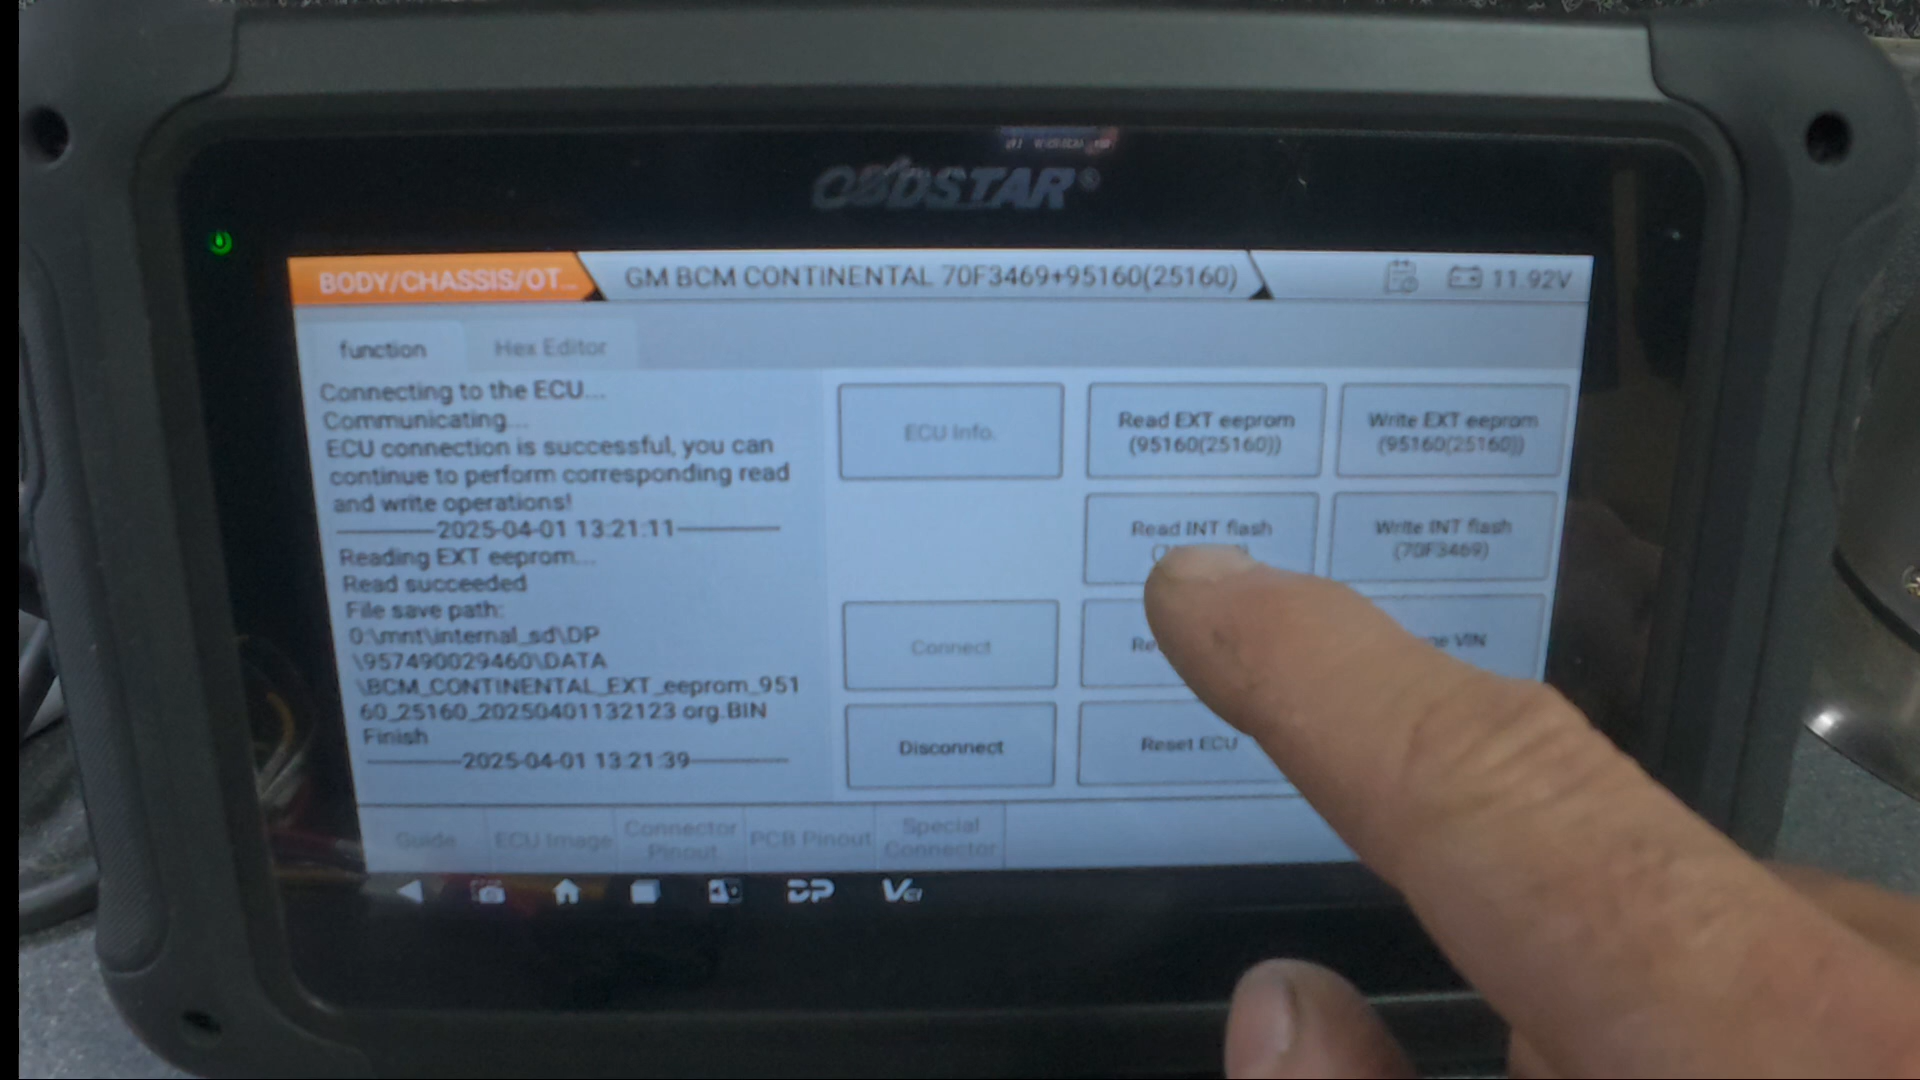 OBDSTAR®
BODY/CHASSIS/OT...
GM BCM CONTINENTAL 70F3469+95160(25160)
11.92V
function
Hex Editor
Connecting to the ECU...
Communicating...
ECU connection is successful, you can
continue to perform corresponding read
and write operations!
2025-04-01 13:21:11
Reading EXT eeprom...
Read succeeded
File save path:
0:\mnt\internal_sd\DP
\957490029460\DATA
\BCM_CONTINENTAL_EXT_eeprom_951
60_25160_20250401132123 org.BIN
Finish
2025-04-01 13:21:39
ECU Info.
Read EXT eeprom
(95160(25160))
Write EXT eeprom
(95160(25160))
Read INT flash
Write INT flash
(70F3469)
Connect
VIN
Disconnect
Reset ECU
Guide
ECU Image
Connector
Pinout
PCB Pinout
Special
Connector
DP
VCI